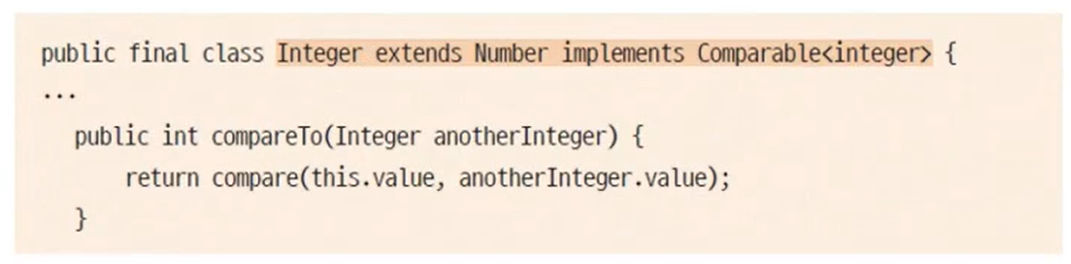 public final class Integer extends Number implements Comparable<integer> {
...
public int compareTo(Integer anotherInteger) {
return compare(this.value, anotherInteger.value);
}